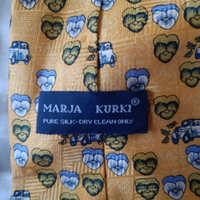 MARJA KURKI®
PURE SILK - DRY CLEAN ONLY